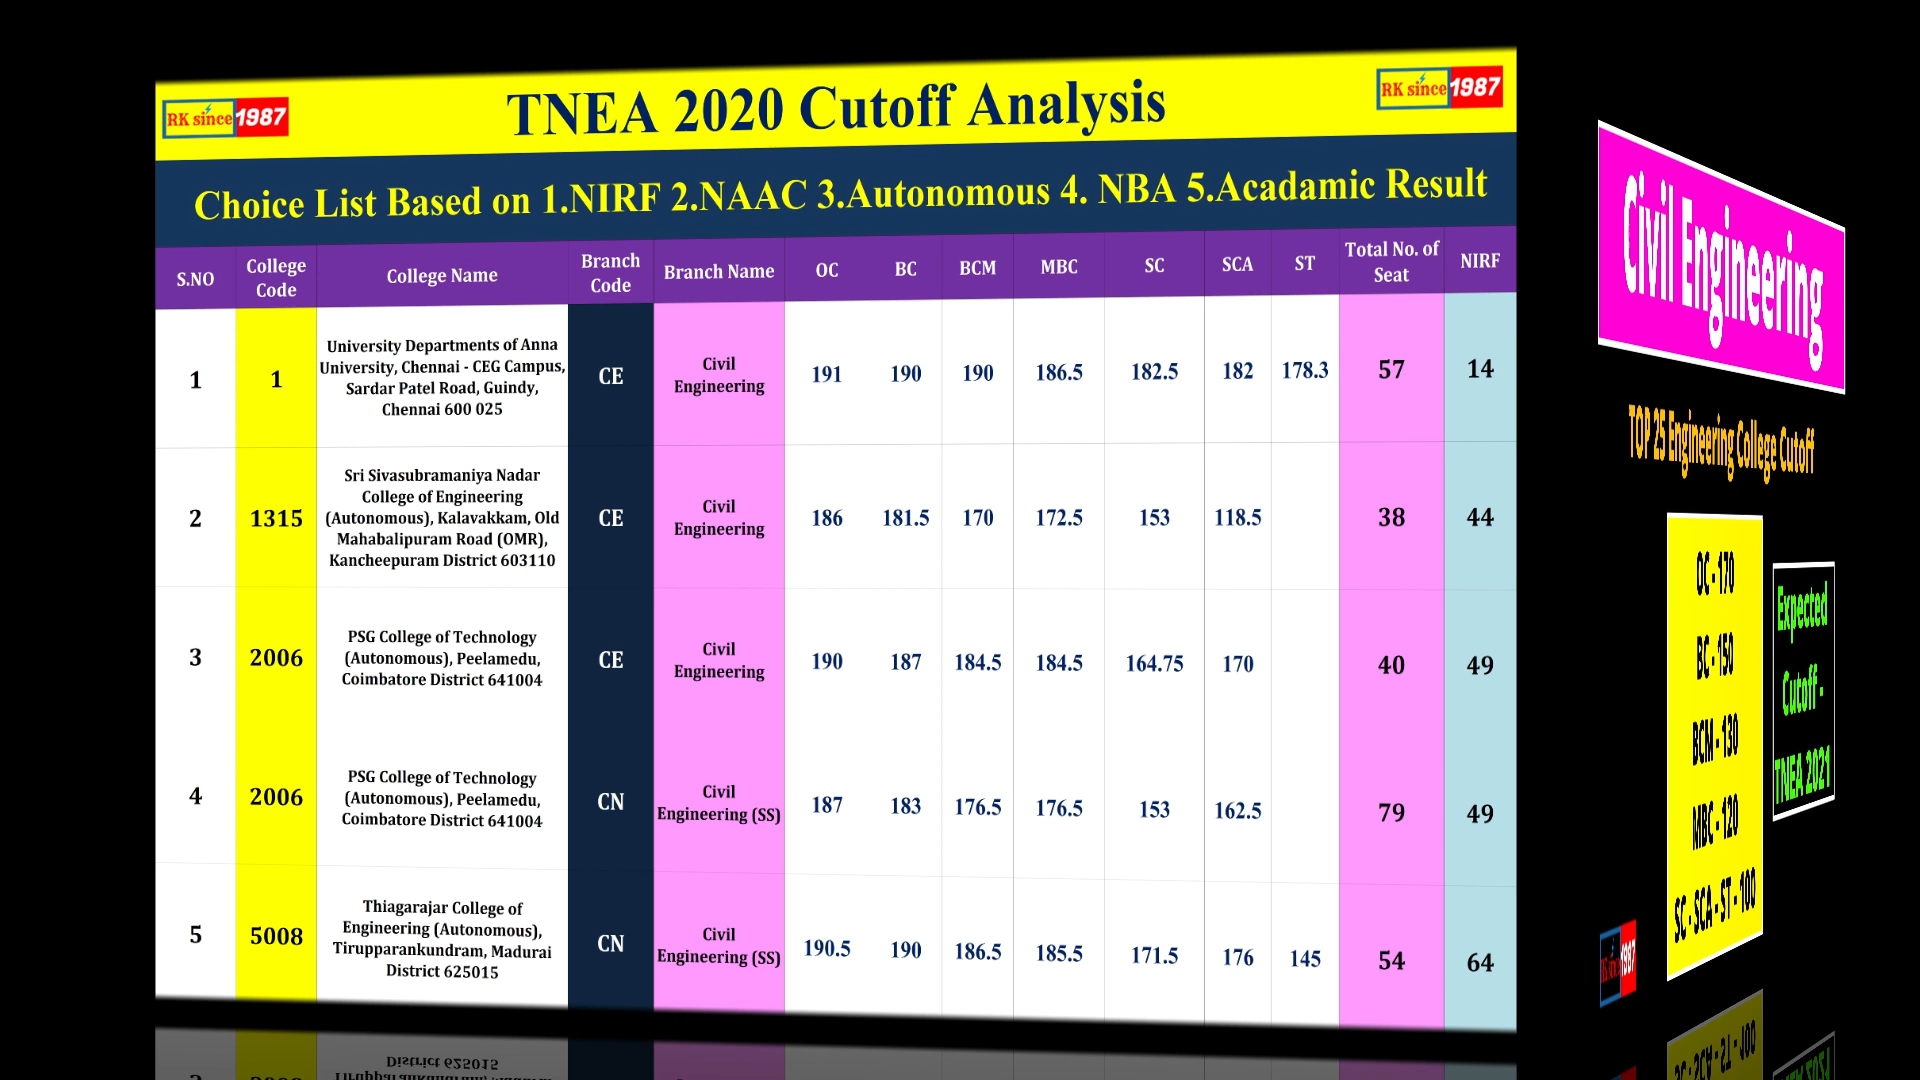 RK since 1987
TNEA 2020 Cutoff Analysis
RK since 1987
Choice List Based on 1.NIRF 2.NAAC 3.Autonomous 4. NBA 5.Acadamic Result
S.NO College Code College Name Branch Code Branch Name OC BC BCM MBC SC SCA ST Total No. of Seat NIRF
1 1 University Departments of Anna University, Chennai - CEG Campus, Sardar Patel Road, Guindy, Chennai 600 025 CE Civil Engineering 191 190 190 186.5 182.5 182 178.3 57 14
2 1315 Sri Sivasubramaniya Nadar College of Engineering (Autonomous), Kalavakkam, Old Mahabalipuram Road (OMR), Kancheepuram District 603110 CE Civil Engineering 186 181.5 170 172.5 153 118.5 38 44
3 2006 PSG College of Technology (Autonomous), Peelamedu, Coimbatore District 641004 CE Civil Engineering 190 187 184.5 184.5 164.75 170 40 49
4 2006 PSG College of Technology (Autonomous), Peelamedu, Coimbatore District 641004 CN Civil Engineering (SS) 187 183 176.5 176.5 153 162.5 79 49
5 5008 Thiagarajar College of Engineering (Autonomous), Tirupparankundram, Madurai District 625015 CN Civil Engineering (SS) 190.5 190 186.5 185.5 171.5 176 145 54 64
Civil Engineering
TOP 25 Engineering College Cutoff
OC - 170
BC - 150
BCM - 130
MBC - 120
SC - SCA - ST - 100
Expected
Cutoff -
TNEA 2021
RK since 1987